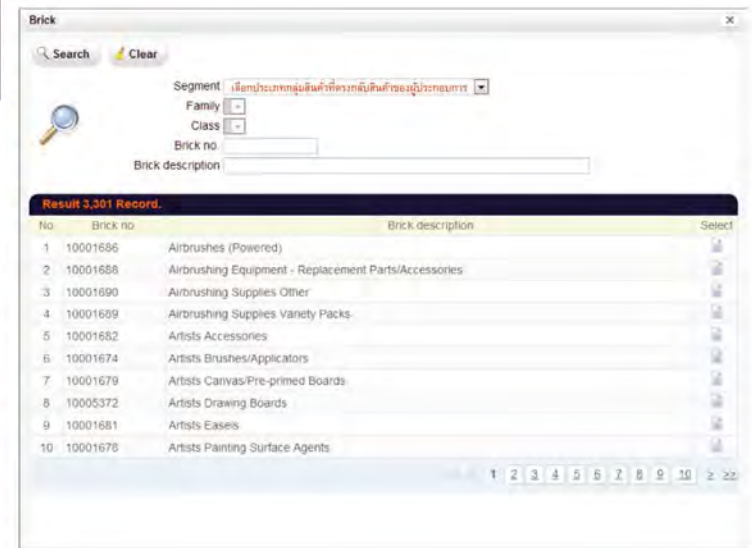 Brick
Search Clear
Segment เลือกประเภทกลุ่มสินค้าที่ตรงกับสินค้าของผู้ประกอบการ
Family
Class
Brick no.
Brick description
Result 3,301 Record.
No Brick no Brick description Select
1 10001686 Airbrushes (Powered)
2 10001688 Airbrushing Equipment - Replacement Parts/Accessories
3 10001690 Airbrushing Supplies Other
4 10001689 Airbrushing Supplies Variety Packs
5 10001682 Artists Accessories
6 10001674 Artists Brushes/Applicators
7 10001679 Artists Canvas/Pre-primed Boards
8 10005372 Artists Drawing Boards
9 10001681 Artists Easels
10 10001678 Artists Painting Surface Agents
1 2 3 4 5 6 7 8 9 10 > >>